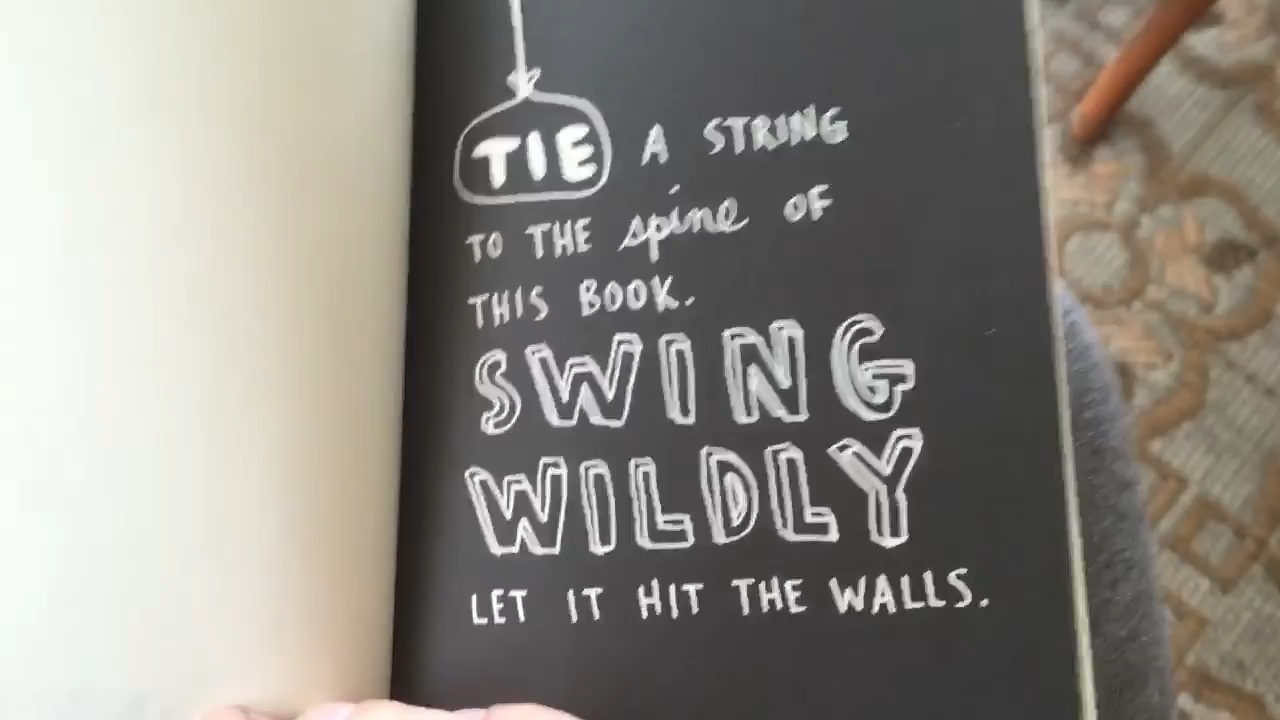 TIE A STRING
TO THE spine OF
THIS BOOK.
SWING
WILDLY
LET IT HIT THE WALLS.